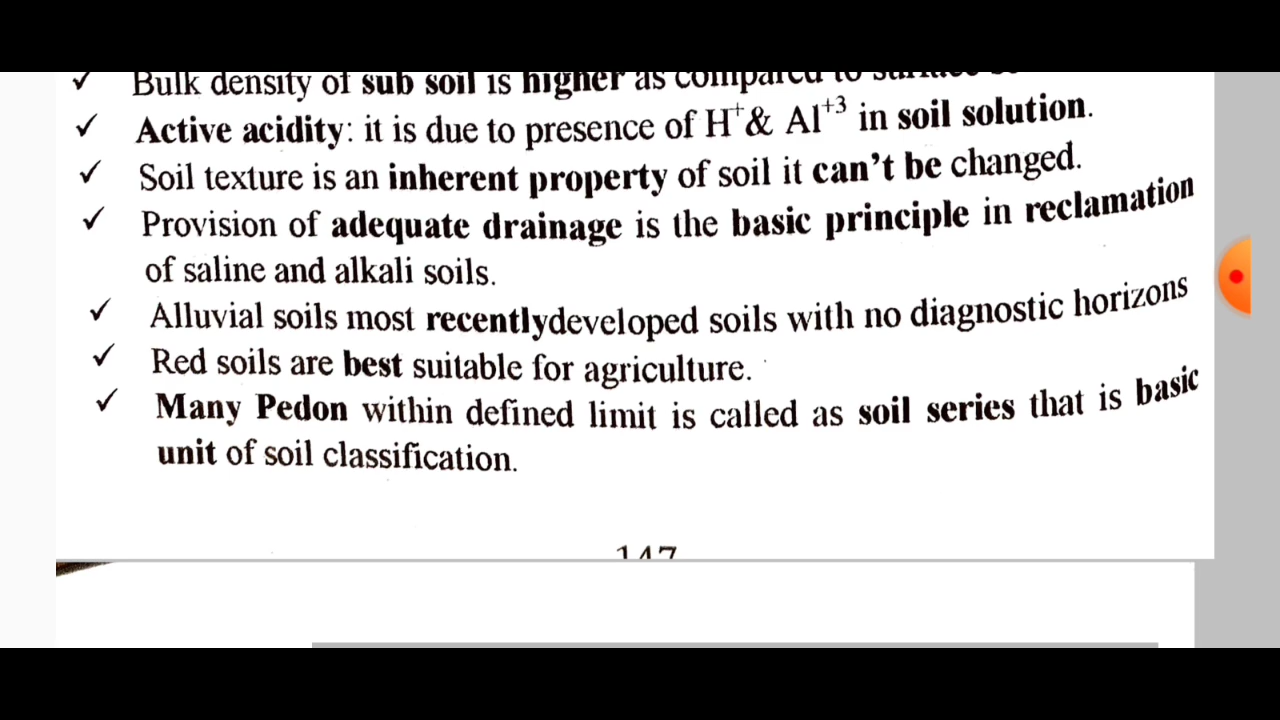 ✓ Bulk density of sub soil is higher as compared to
✓ Active acidity: it is due to presence of H⁺& Al⁺³ in soil solution.
✓ Soil texture is an inherent property of soil it can't be changed.
✓ Provision of adequate drainage is the basic principle in reclamation
of saline and alkali soils.
✓ Alluvial soils most recentlydeveloped soils with no diagnostic horizons
✓ Red soils are best suitable for agriculture.
✓ Many Pedon within defined limit is called as soil series that is basic
unit of soil classification.
147